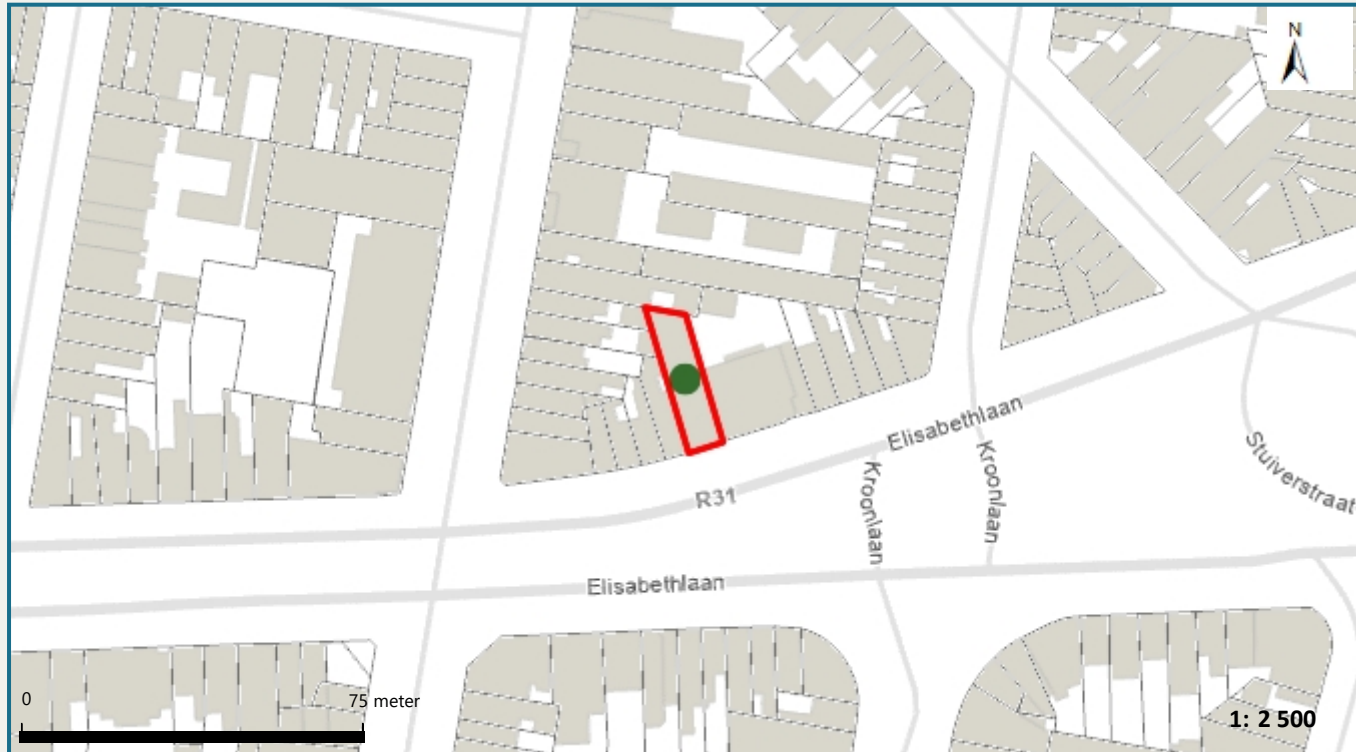 N
Elisabethlaan
Kroonlaan
Kroonlaan
Stuiverstraat
R31
Elisabethlaan
0 75 meter
1: 2 500